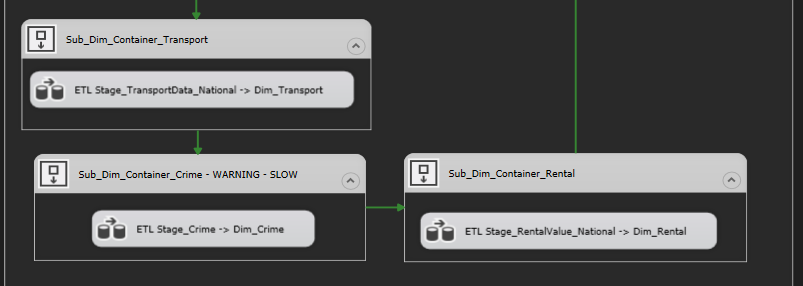 Sub_Dim_Container_Transport
ETL Stage_TransportData_National -> Dim_Transport
Sub_Dim_Container_Crime - WARNING - SLOW
ETL Stage_Crime -> Dim_Crime
Sub_Dim_Container_Rental
ETL Stage_RentalValue_National -> Dim_Rental